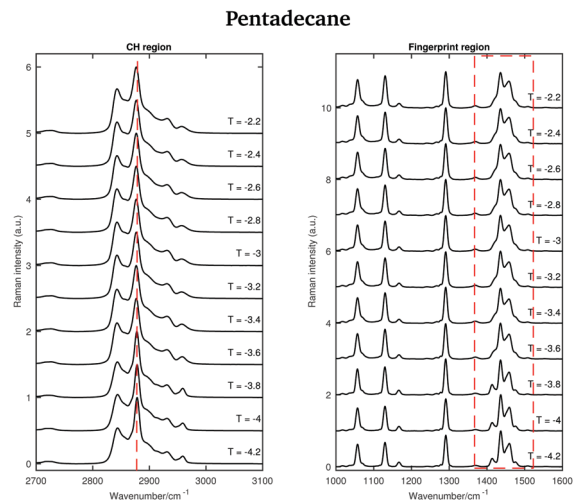 Pentadecane
CH region
6
5
4
3
2
1
0
T = -2.2
T = -2.4
T = -2.6
T = -2.8
T = -3
T = -3.2
T = -3.4
T = -3.6
T = -3.8
T = -4
T = -4.2
Raman intensity (a.u.)
2700 2800 2900 3000 3100
Wavenumber/cm⁻¹
Fingerprint region
10
8
6
4
2
0
T = -2.2
T = -2.4
T = -2.6
T = -2.8
T = -3
T = -3.2
T = -3.4
T = -3.6
T = -3.8
T = -4
T = -4.2
Raman intensity (a.u.)
1000 1100 1200 1300 1400 1500 1600
Wavenumber/cm⁻¹